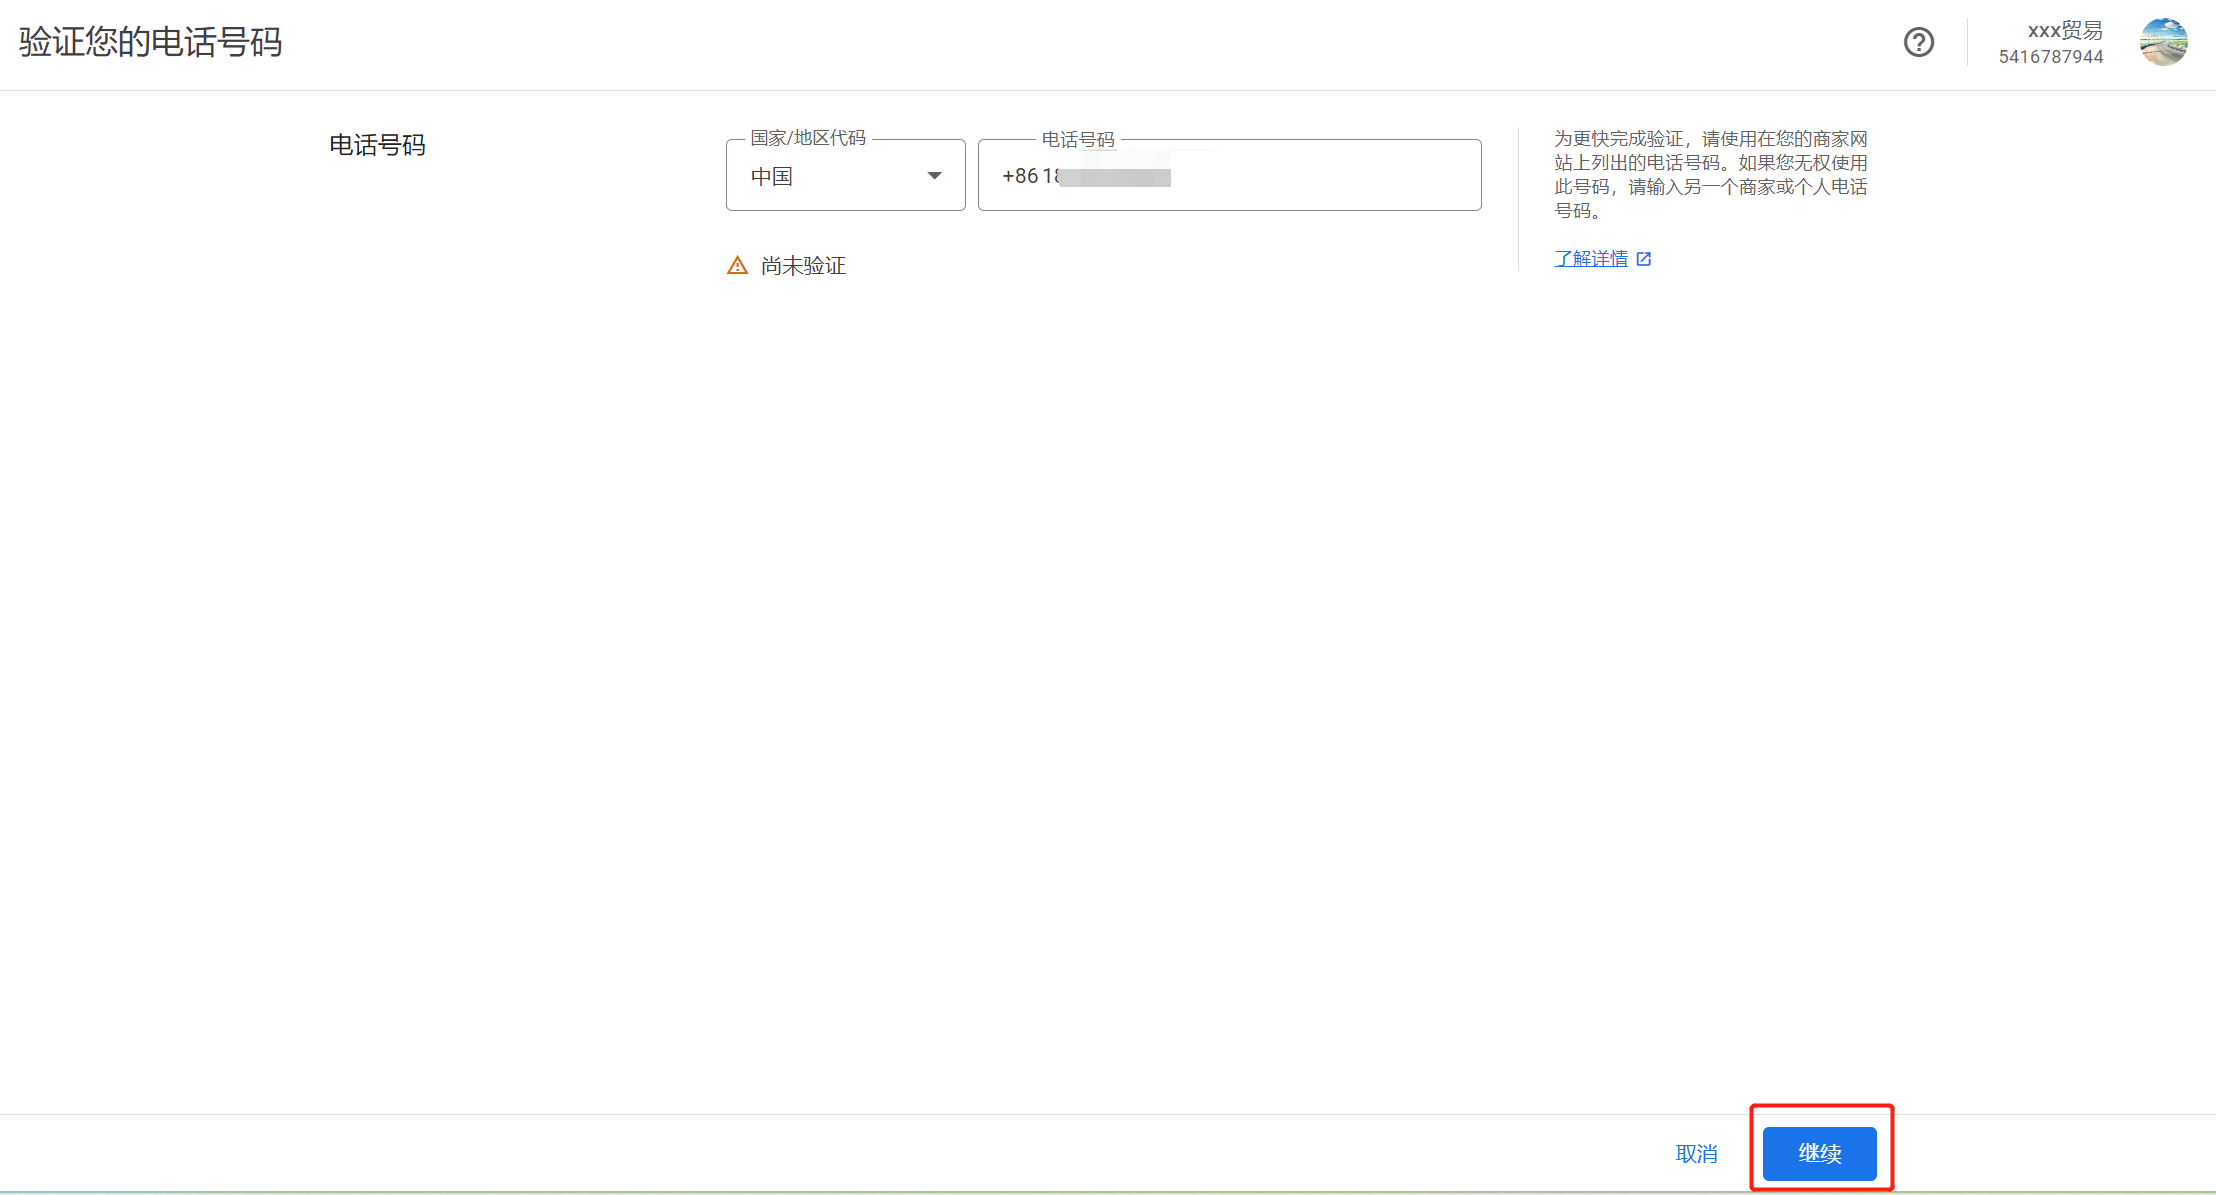 验证您的电话号码
xxx贸易
5416787944
电话号码
国家/地区代码
中国
电话号码
+86 18
尚未验证
为更快完成验证，请使用在您的商家网
站上列出的电话号码。如果您无权使用
此号码，请输入另一个商家或个人电话
号码。
了解详情
取消
继续